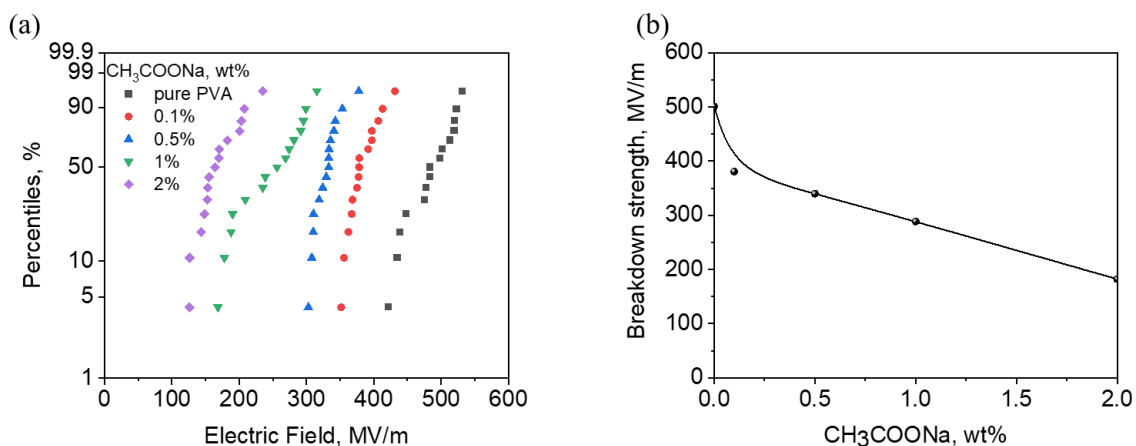 (a)
99.9
99
90
50
10
5
1
Percentiles, %
CH₃COONa, wt%
pure PVA
0.1%
0.5%
1%
2%
0 100 200 300 400 500 600
Electric Field, MV/m
(b)
600
500
400
300
200
100
0
Breakdown strength, MV/m
0.0 0.5 1.0 1.5 2.0
CH3COONa, wt%